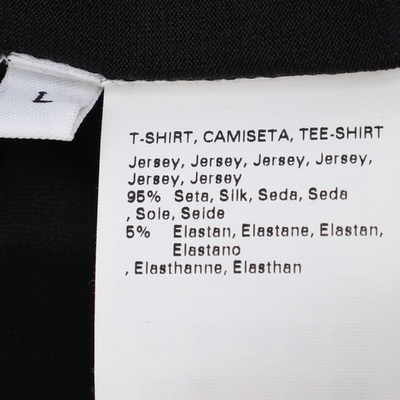 L
T-SHIRT, CAMISETA, TEE-SHIRT
Jersey, Jersey, Jersey, Jersey,
Jersey, Jersey
95% Seta, Silk, Seda, Seda
, Sole, Seide
5% Elastan, Elastane, Elastan,
Elastano
, Elasthanne, Elasthan